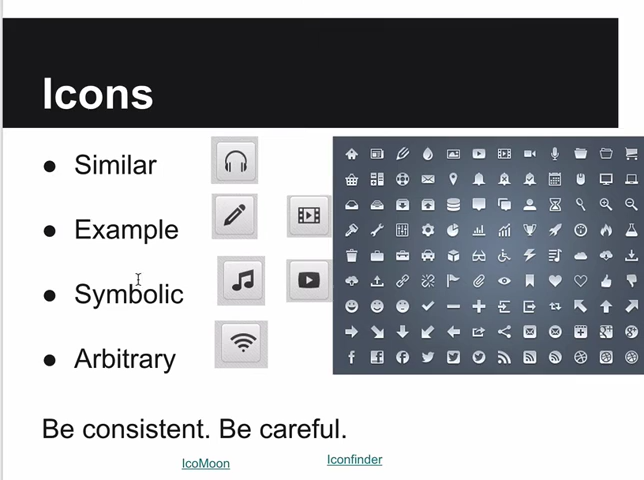 Icons
Similar
Example
Symbolic
Arbitrary
Be consistent. Be careful.
IcoMoon
Iconfinder